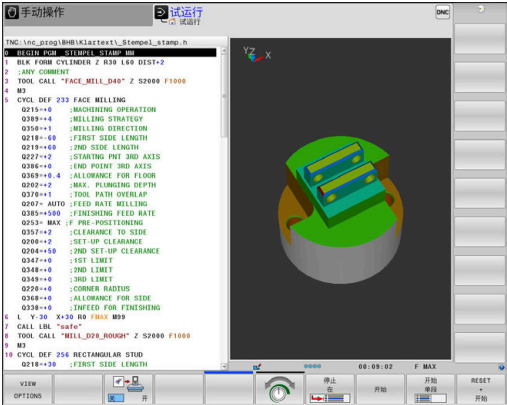 手动操作
试运行
试运行
DNC
TNC:\nc_prog\BHB\Klartext\_Stempel_stamp.h
0 BEGIN PGM _STEMPEL_STAMP MM
1 BLK FORM CYLINDER Z R30 L60 DIST+2
2 ;ANY COMMENT
3 TOOL CALL "FACE_MILL_D40" Z S2000 F1000
4 M3
5 CYCL DEF 233 FACE MILLING
Q215=+0 ;MACHINING OPERATION
Q389=+4 ;MILLING STRATEGY
Q350=+1 ;MILLING DIRECTION
Q218=-60 ;FIRST SIDE LENGTH
Q219=+60 ;2ND SIDE LENGTH
Q227=+2 ;STARTNG PNT 3RD AXIS
Q386=+0 ;END POINT 3RD AXIS
Q369=+0.4 ;ALLOWANCE FOR FLOOR
Q202=+2 ;MAX. PLUNGING DEPTH
Q370=+1 ;TOOL PATH OVERLAP
Q207= AUTO ;FEED RATE MILLING
Q385=+500 ;FINISHING FEED RATE
Q253= MAX ;F PRE-POSITIONING
Q357=+2 ;CLEARANCE TO SIDE
Q200=+2 ;SET-UP CLEARANCE
Q204=+50 ;2ND SET-UP CLEARANCE
Q347=+0 ;1ST LIMIT
Q348=+0 ;2ND LIMIT
Q349=+0 ;3RD LIMIT
Q220=+0 ;CORNER RADIUS
Q368=+0 ;ALLOWANCE FOR SIDE
Q338=+0 ;INFEED FOR FINISHING
6 L Y-30 X+30 R0 FMAX M99
7 CALL LBL "safe"
8 TOOL CALL "MILL_D20_ROUGH" Z S2000 F1000
9 M3
10 CYCL DEF 256 RECTANGULAR STUD
Q218=+30 ;FIRST SIDE LENGTH
Y Z X
00:09:02 F MAX
VIEW
OPTIONS
关 开
停止
在
开始
开始
单段
RESET
+
开始